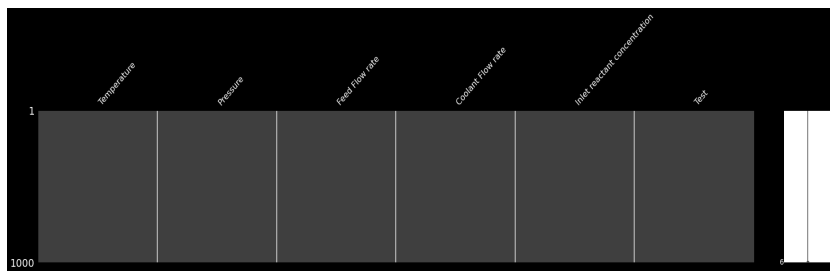 Temperature
Pressure
Feed Flow rate
Coolant Flow rate
Inlet reactant concentration
Test
1
1000
6